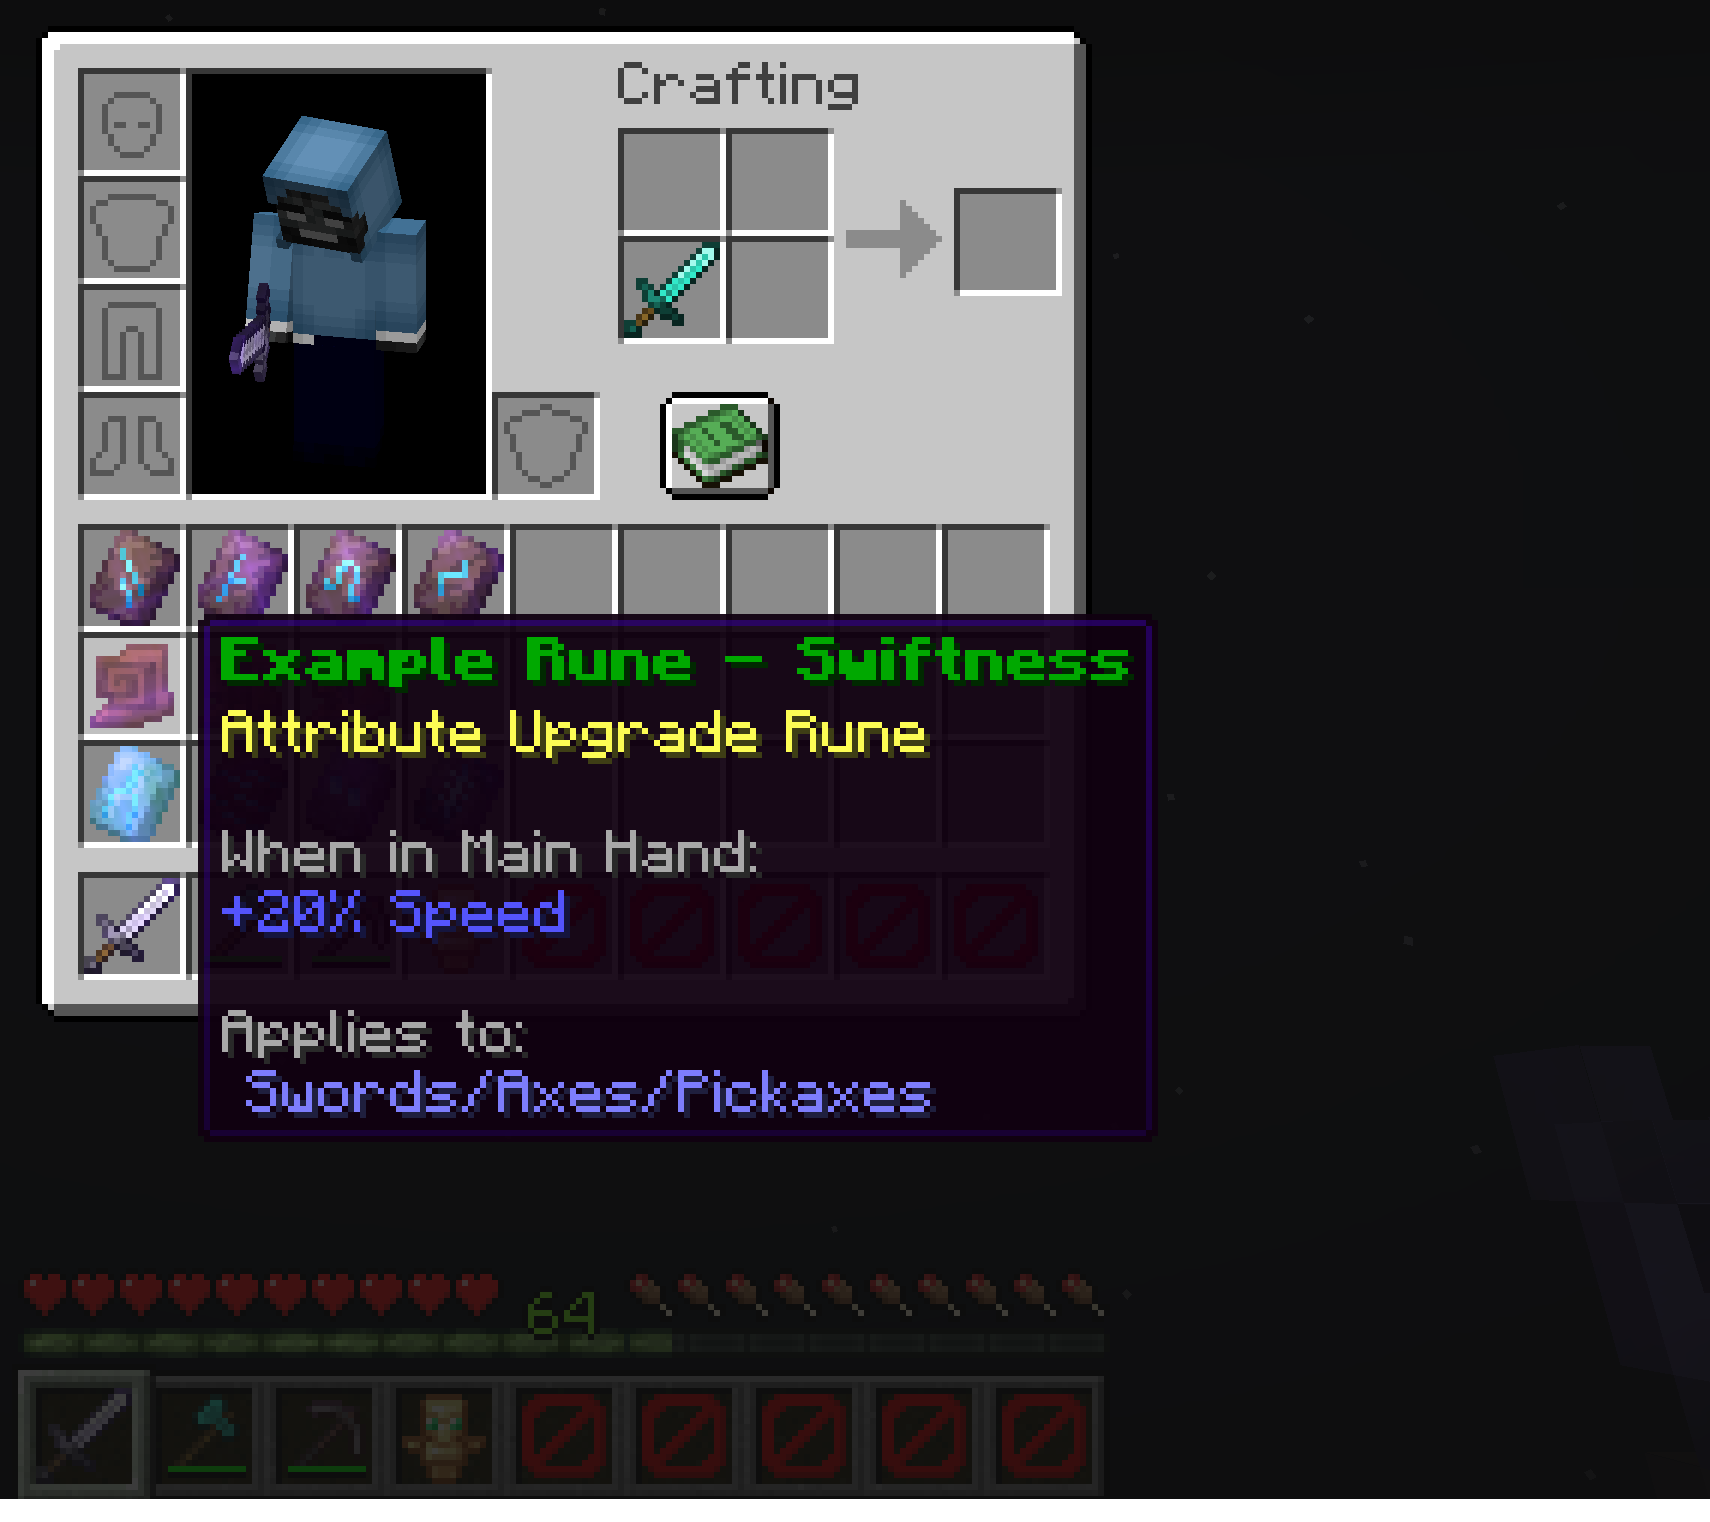 Crafting
Example Rune - Swiftness
Attribute Upgrade Rune
When in Main Hand:
+20% Speed
Applies to:
Swords/Axes/Pickaxes
64